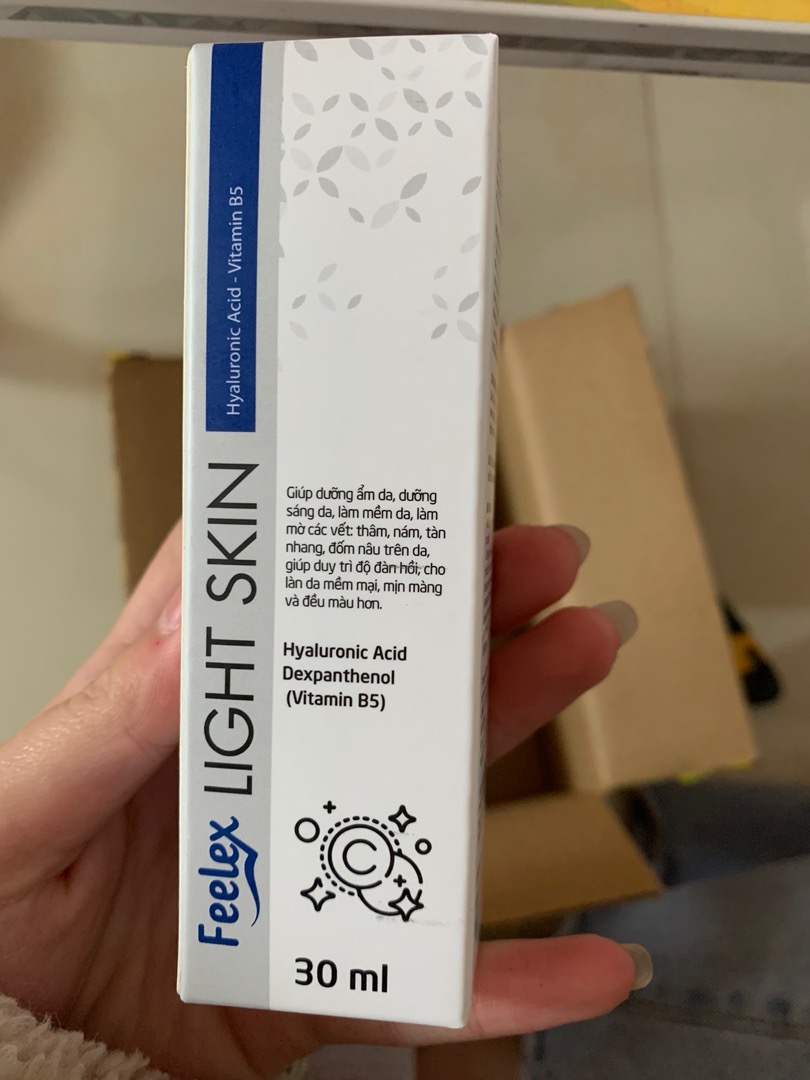 Feelex LIGHT SKIN
Hyaluronic Acid - Vitamin B5
Giúp dưỡng ẩm da, dưỡng
sáng da, làm mềm da, làm
mờ các vết: thâm, nám, tàn
nhang, đốm nâu trên da,
giúp duy trì độ đàn hồi, cho
làn da mềm mại, mịn màng
và đều màu hơn.
Hyaluronic Acid
Dexpanthenol
(Vitamin B5)
C
30 ml